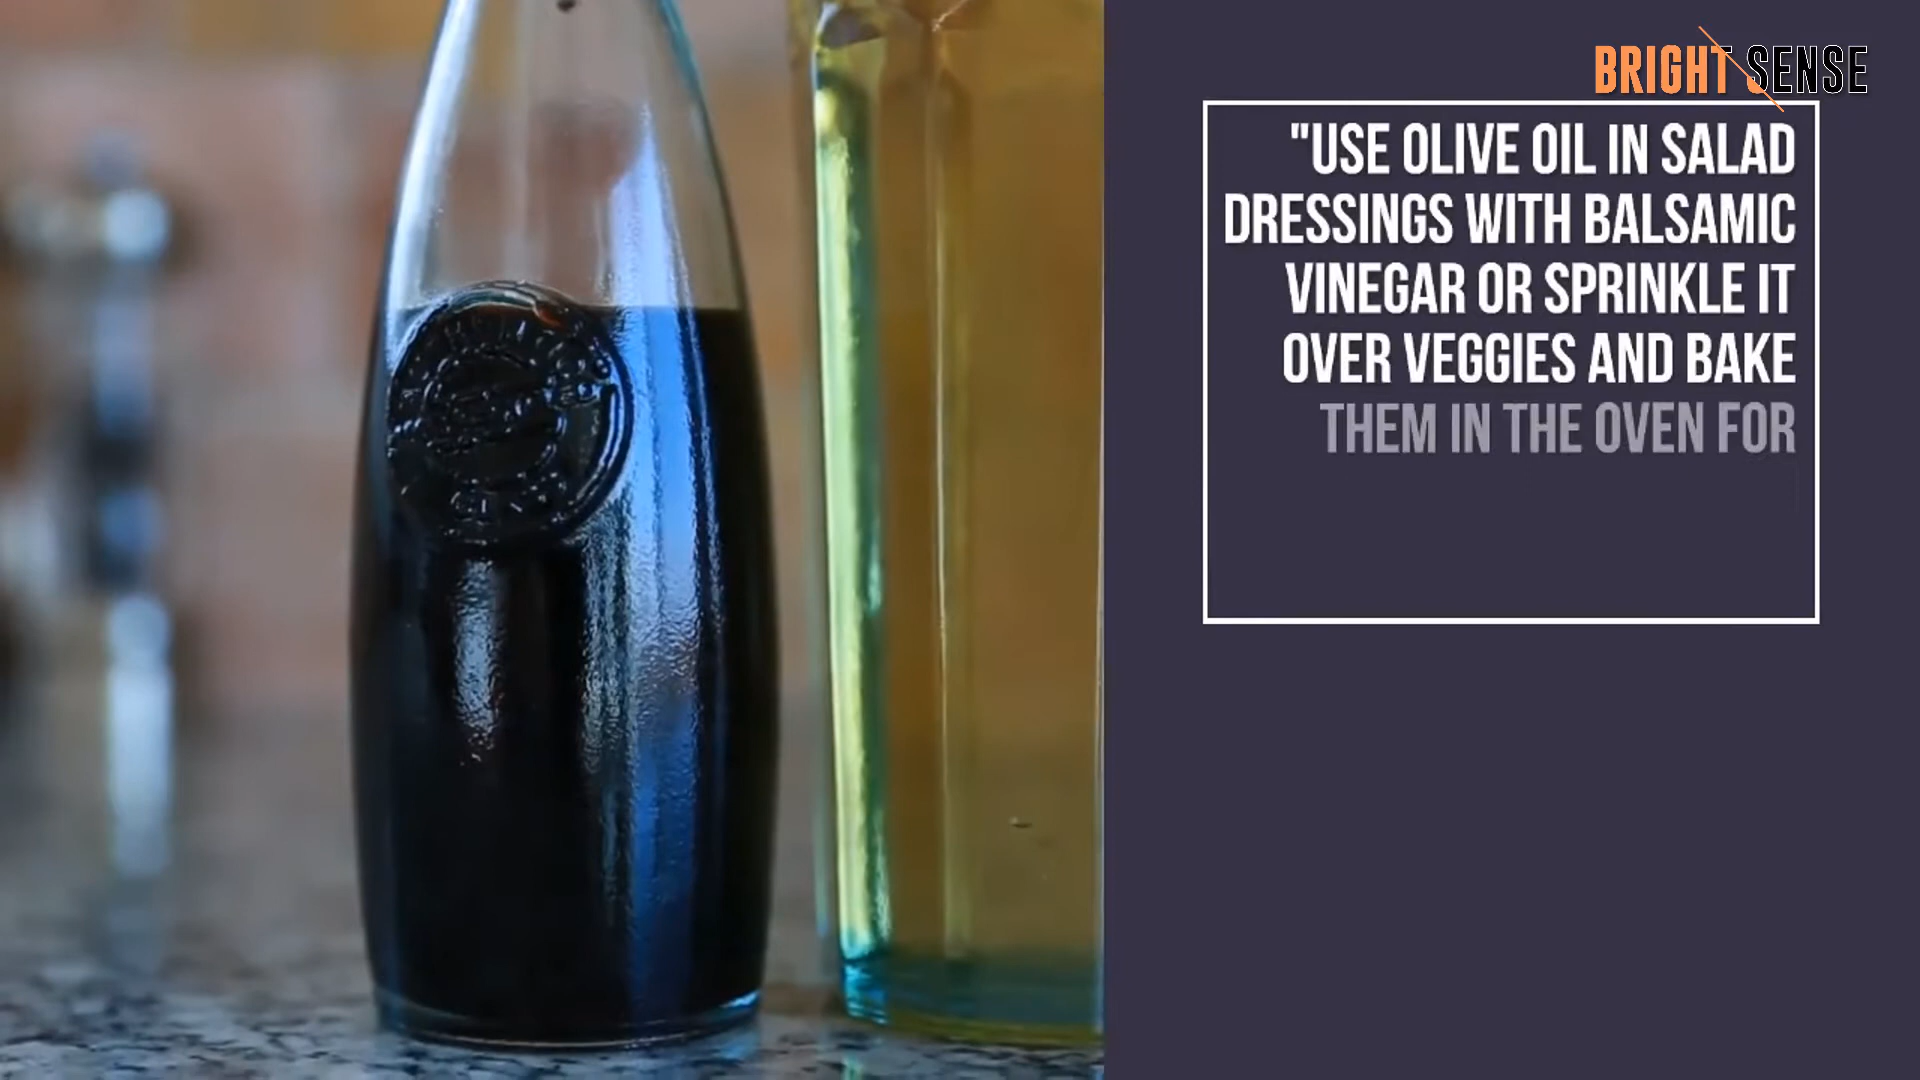 BRIGHT SENSE
"USE OLIVE OIL IN SALAD
DRESSINGS WITH BALSAMIC
VINEGAR OR SPRINKLE IT
OVER VEGGIES AND BAKE
THEM IN THE OVEN FOR